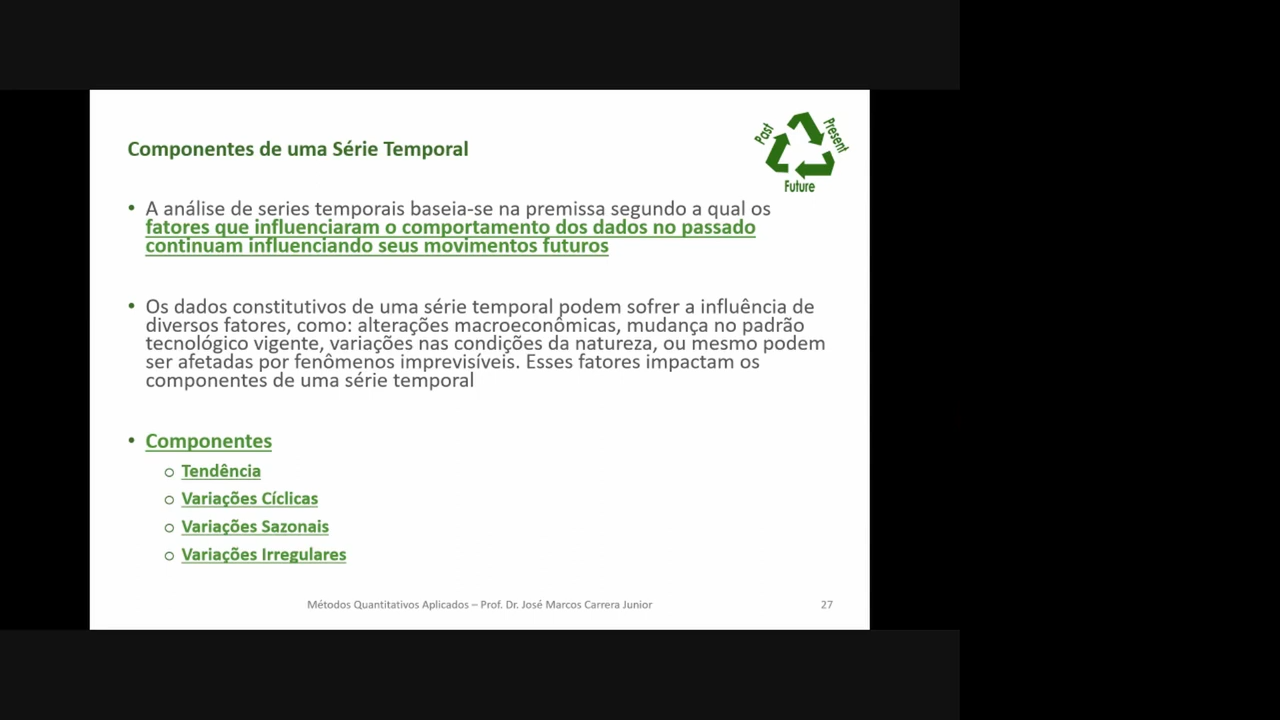 Componentes de uma Série Temporal
Past
Present
Future
• A análise de series temporais baseia-se na premissa segundo a qual os
fatores que influenciaram o comportamento dos dados no passado
continuam influenciando seus movimentos futuros
• Os dados constitutivos de uma série temporal podem sofrer a influência de
diversos fatores, como: alterações macroeconômicas, mudança no padrão
tecnológico vigente, variações nas condições da natureza, ou mesmo podem
ser afetadas por fenômenos imprevisíveis. Esses fatores impactam os
componentes de uma série temporal
• Componentes
o Tendência
o Variações Cíclicas
o Variações Sazonais
o Variações Irregulares
Métodos Quantitativos Aplicados – Prof. Dr. José Marcos Carrera Junior
27